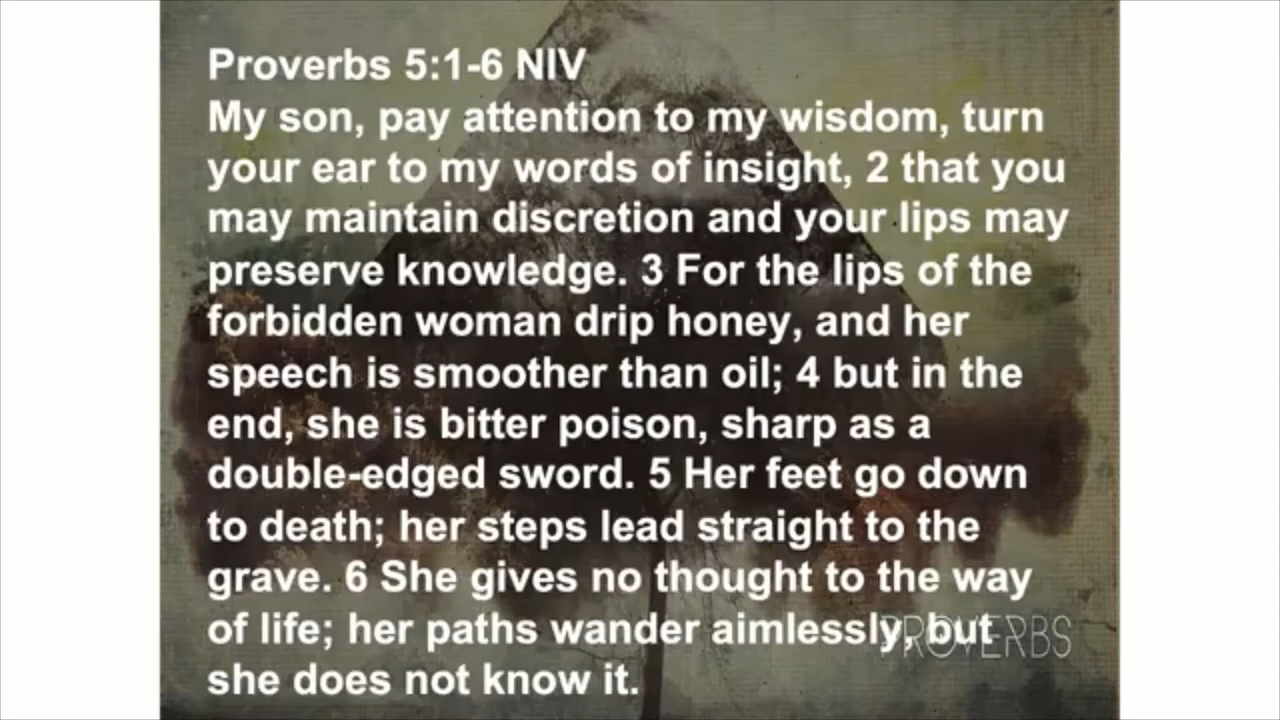 Proverbs 5:1-6 NIV
My son, pay attention to my wisdom, turn
your ear to my words of insight, 2 that you
may maintain discretion and your lips may
preserve knowledge. 3 For the lips of the
forbidden woman drip honey, and her
speech is smoother than oil; 4 but in the
end, she is bitter poison, sharp as a
double-edged sword. 5 Her feet go down
to death; her steps lead straight to the
grave. 6 She gives no thought to the way
of life; her paths wander aimlessly, but
PROVERBS
she does not know it.